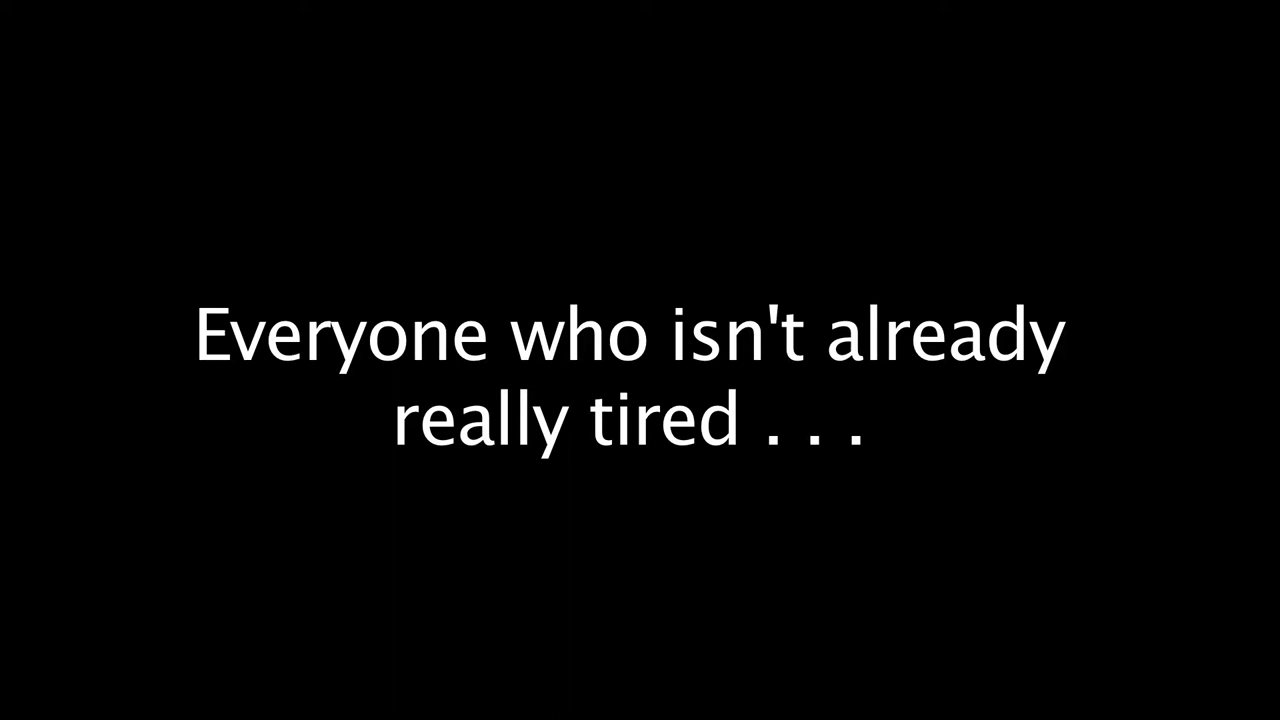 Everyone who isn't already
really tired . . .